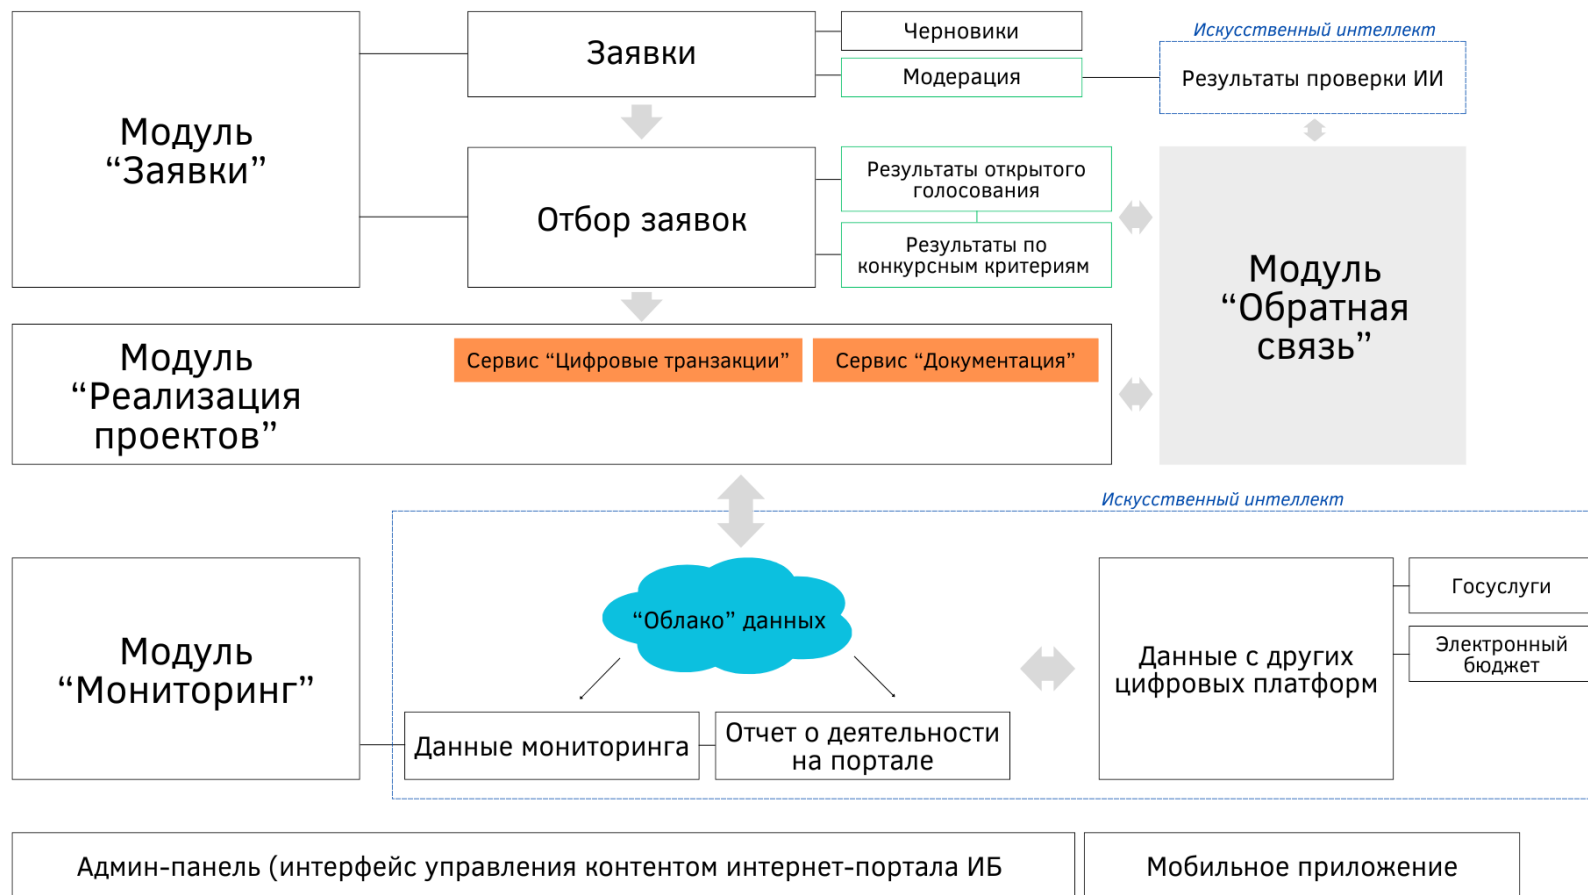 Модуль
“Заявки”
Заявки
Черновики
Модерация
Искусственный интеллект
Результаты проверки ИИ
Отбор заявок
Результаты открытого
голосования
Результаты по
конкурсным критериям
Модуль
“Обратная
связь”
Модуль
“Реализация
проектов”
Сервис “Цифровые транзакции”
Сервис “Документация”
Искусственный интеллект
Модуль
“Мониторинг”
“Облако” данных
Данные мониторинга
Отчет о деятельности
на портале
Данные с других
цифровых платформ
Госуслуги
Электронный
бюджет
Админ-панель (интерфейс управления контентом интернет-портала ИБ
Мобильное приложение